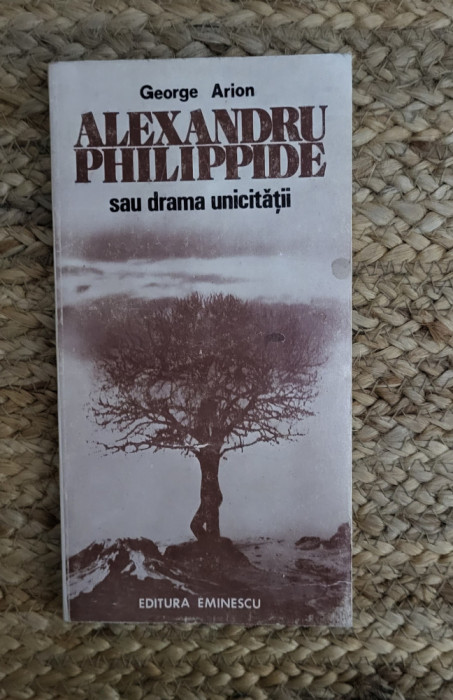 George Arion
ALEXANDRU
PHILIPPIDE
sau drama unicității
EDITURA EMINESCU